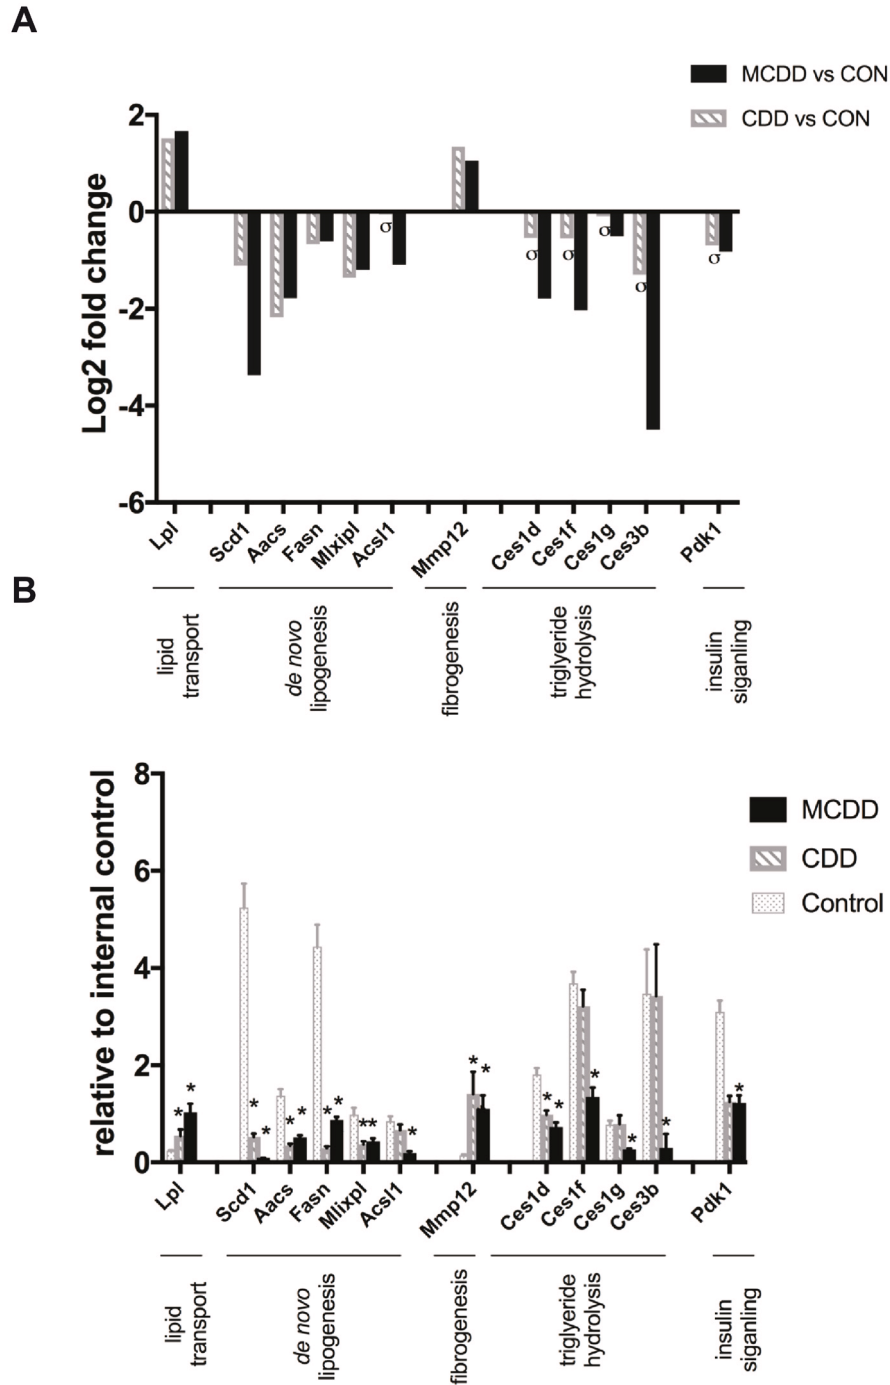 A
MCDD vs CON
CDD vs CON
Log2 fold change
2
0
-2
-4
-6
σ
σ
σ
σ
σ
σ
Lpl
Scd1
Aacs
Fasn
Mlxipl
Acsl1
Mmp12
Ces1d
Ces1f
Ces1g
Ces3b
Pdk1
lipid
transport
de novo
lipogenesis
fibrogenesis
triglyeride
hydrolysis
insulin
siganling
B
MCDD
CDD
Control
relative to internal control
8
6
4
2
0
* * * * * * * * ** * * * * * * * * *
Lpl
Scd1
Aacs
Fasn
Mlixpl
Acsl1
Mmp12
Ces1d
Ces1f
Ces1g
Ces3b
Pdk1
lipid
transport
de novo
lipogenesis
fibrogenesis
triglyeride
hydrolysis
insulin
siganling